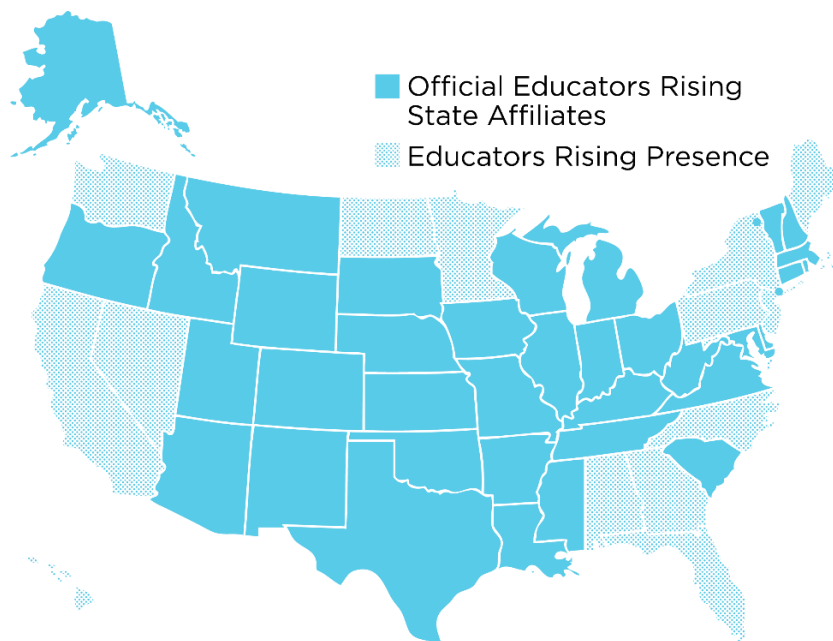 Official Educators Rising
State Affiliates
Educators Rising Presence